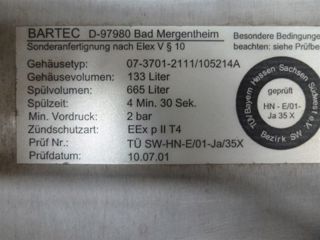 BARTEC D-97980 Bad Mergentheim
Sonderanfertigung nach Elex V § 10
Besondere Bedingungen
beachten: siehe Prüfbe
Gehäusetyp: 07-3701-2111/105214A
Gehäusevolumen: 133 Liter
Spülvolumen: 665 Liter
Spülzeit: 4 Min. 30 Sek.
Min. Vordruck: 2 bar
Zündschutzart: EEx p II T4
Prüf Nr.: TÜ SW-HN-E/01-Ja/35X
Prüfdatum: 10.07.01
TÜV Bayern Hessen Sachsen Südwest e.V.
geprüft
HN - E/01-
Ja 35 X
Bezirk SW